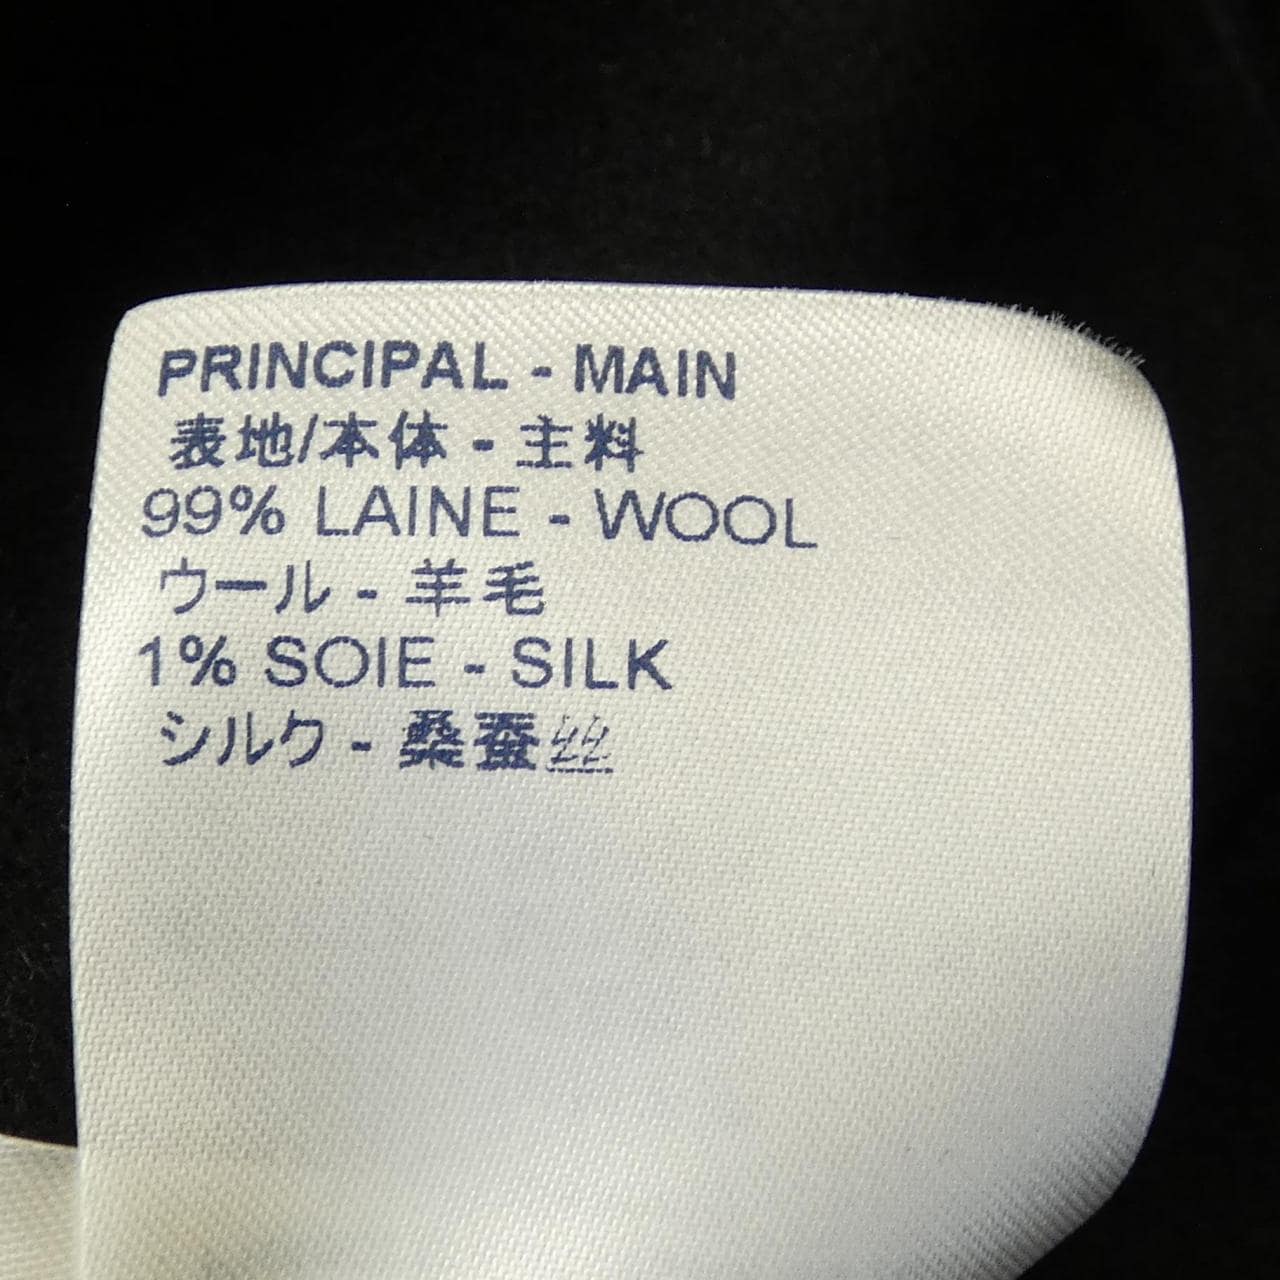 PRINCIPAL - MAIN
表地/本体 - 主料
99% LAINE - WOOL
ウール - 羊毛
1% SOIE - SILK
シルク - 桑蚕丝